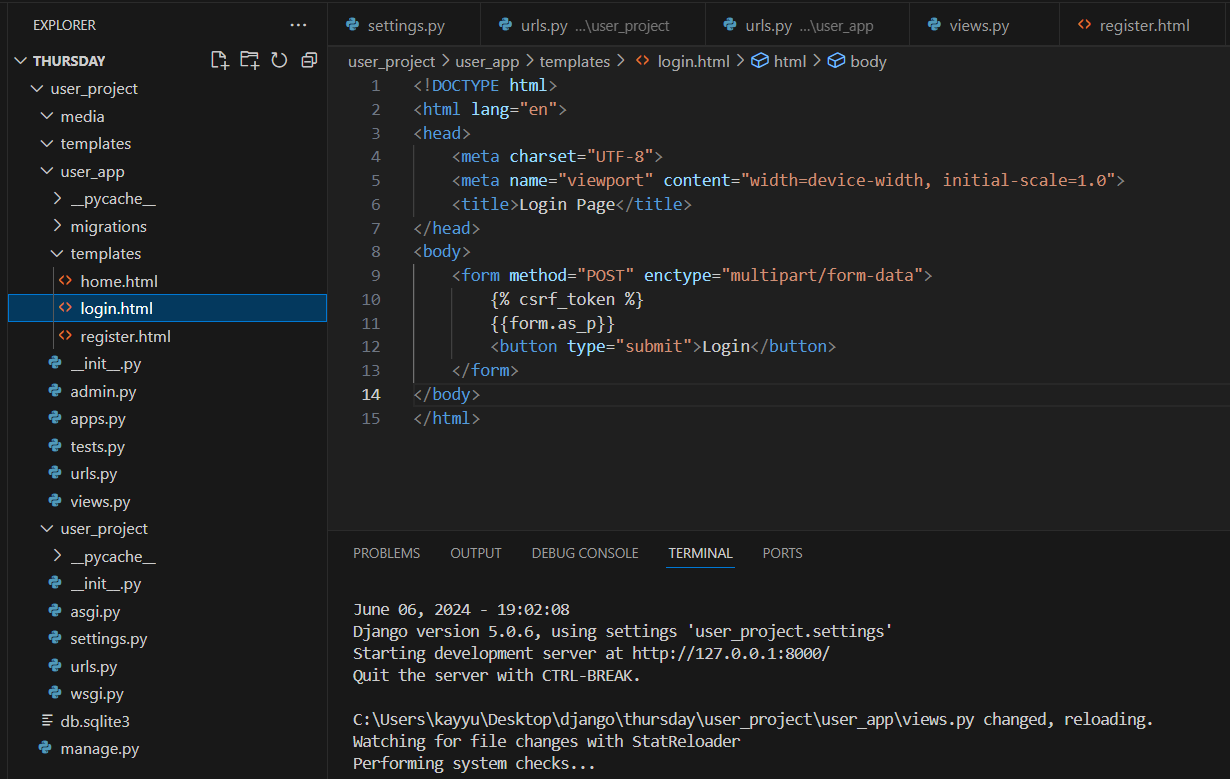 EXPLORER
THURSDAY
user_project
media
templates
user_app
__pycache__
migrations
templates
home.html
login.html
register.html
__init__.py
admin.py
apps.py
tests.py
urls.py
views.py
user_project
__pycache__
__init__.py
asgi.py
settings.py
urls.py
wsgi.py
db.sqlite3
manage.py
settings.py
urls.py ...\user_project
urls.py ...\user_app
views.py
register.html
user_project > user_app > templates > login.html > html > body
1 <!DOCTYPE html>
2 <html lang="en">
3 <head>
4 <meta charset="UTF-8">
5 <meta name="viewport" content="width=device-width, initial-scale=1.0">
6 <title>Login Page</title>
7 </head>
8 <body>
9 <form method="POST" enctype="multipart/form-data">
10 {% csrf_token %}
11 {{form.as_p}}
12 <button type="submit">Login</button>
13 </form>
14 </body>
15 </html>
PROBLEMS OUTPUT DEBUG CONSOLE TERMINAL PORTS
June 06, 2024 - 19:02:08
Django version 5.0.6, using settings 'user_project.settings'
Starting development server at http://127.0.0.1:8000/
Quit the server with CTRL-BREAK.
C:\Users\kayyu\Desktop\django\thursday\user_project\user_app\views.py changed, reloading.
Watching for file changes with StatReloader
Performing system checks...